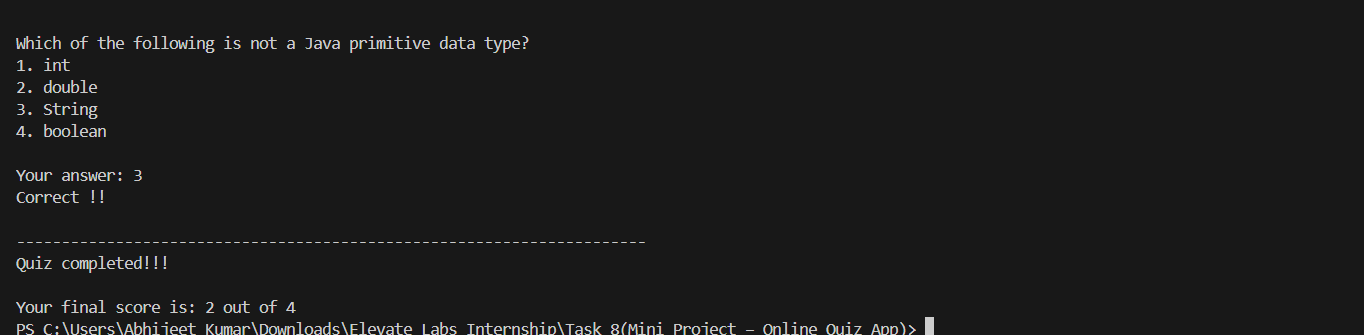 Which of the following is not a Java primitive data type?
1. int
2. double
3. String
4. boolean
Your answer: 3
Correct !!
----------------------------------------------------------------------
Quiz completed!!!
Your final score is: 2 out of 4
PS C:\Users\Abhijeet Kumar\Downloads\Elevate Labs Internship\Task 8(Mini Project – Online Quiz App)>